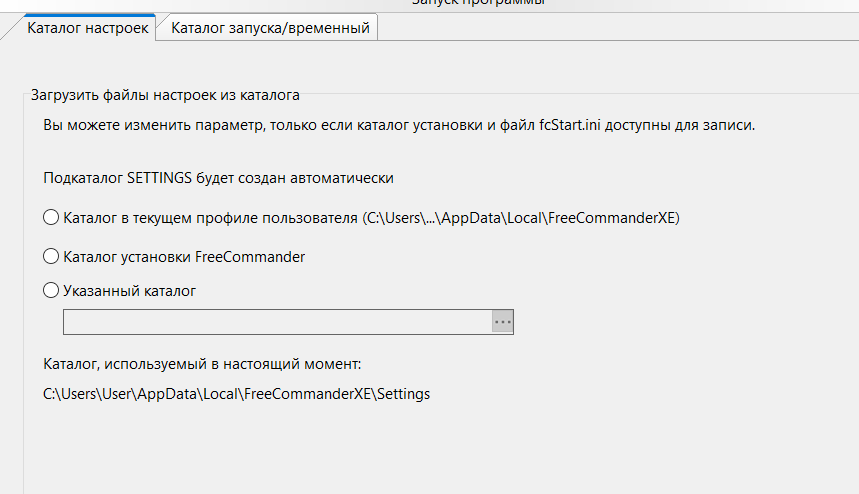 Запуск программы
Каталог настроек
Каталог запуска/временный
Загрузить файлы настроек из каталога
Вы можете изменить параметр, только если каталог установки и файл fcStart.ini доступны для записи.
Подкаталог SETTINGS будет создан автоматически
Каталог в текущем профиле пользователя (C:\Users\...\AppData\Local\FreeCommanderXE)
Каталог установки FreeCommander
Указанный каталог
...
Каталог, используемый в настоящий момент:
C:\Users\User\AppData\Local\FreeCommanderXE\Settings